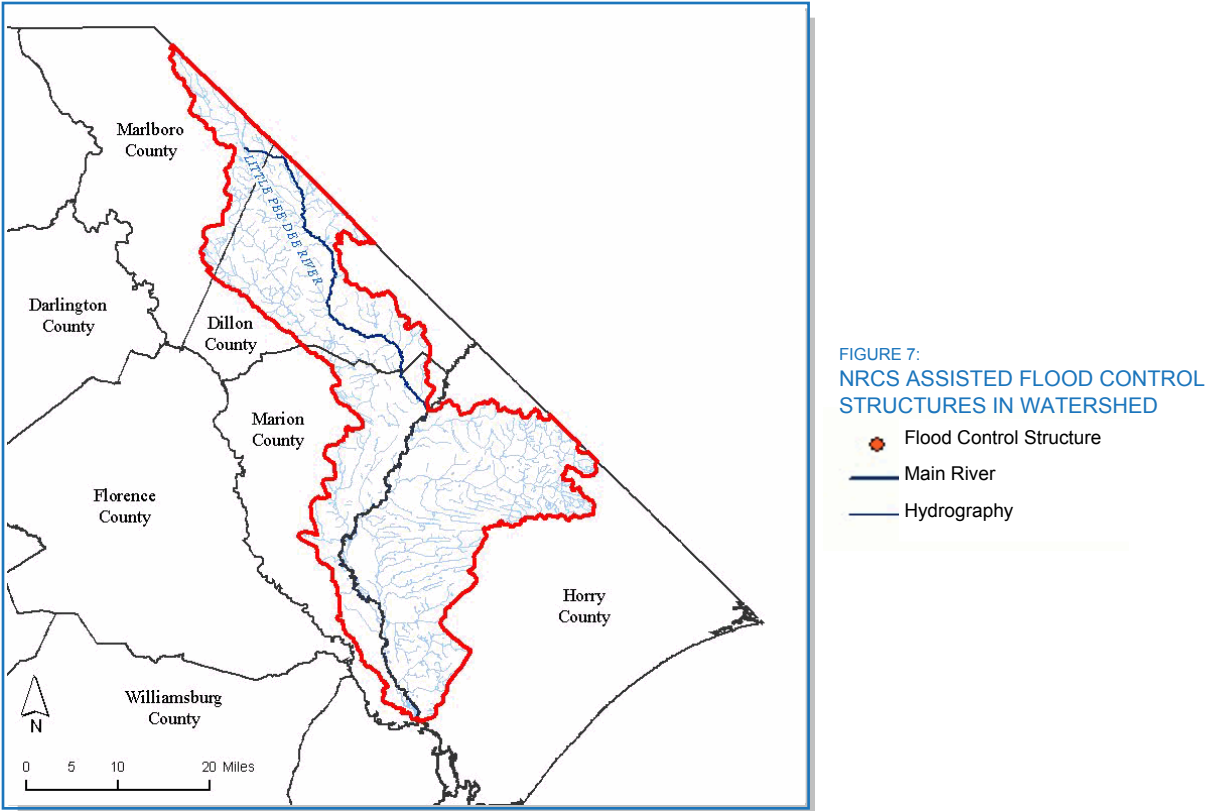 Marlboro
County
LITTLE PEE DEE RIVER
Darlington
County
Dillon
County
Marion
County
Florence
County
Horry
County
Williamsburg
County
N
0 5 10 20 Miles
FIGURE 7:
NRCS ASSISTED FLOOD CONTROL
STRUCTURES IN WATERSHED
Flood Control Structure
Main River
Hydrography